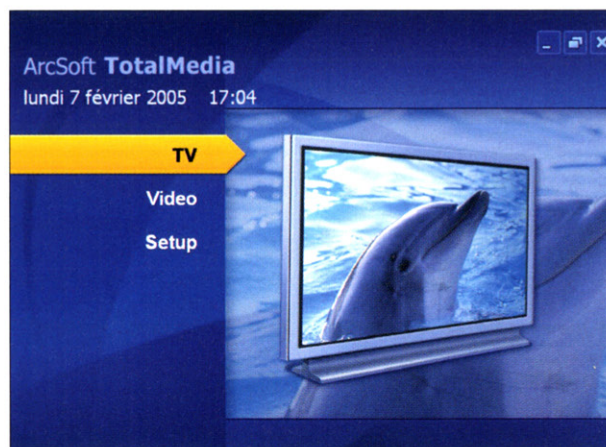 ArcSoft TotalMedia
lundi 7 février 2005 17:04
TV
Video
Setup